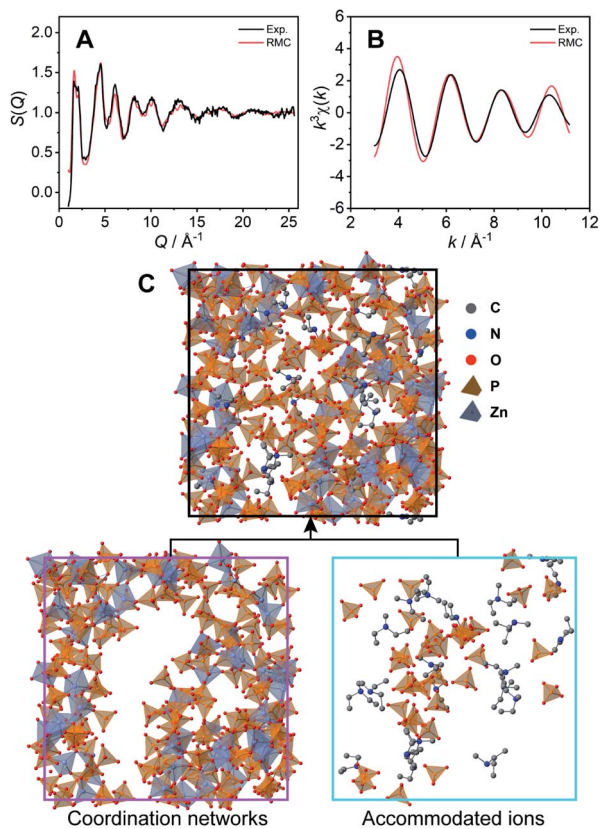 A
Exp.
RMC
S(Q)
2.0
1.5
1.0
0.5
0.0
0 5 10 15 20 25
Q / Å⁻¹
B
Exp.
RMC
k³χ(k)
6
4
2
0
-2
-4
-6
2 4 6 8 10 12
k / Å⁻¹
C
C
N
O
P
Zn
Coordination networks
Accommodated ions